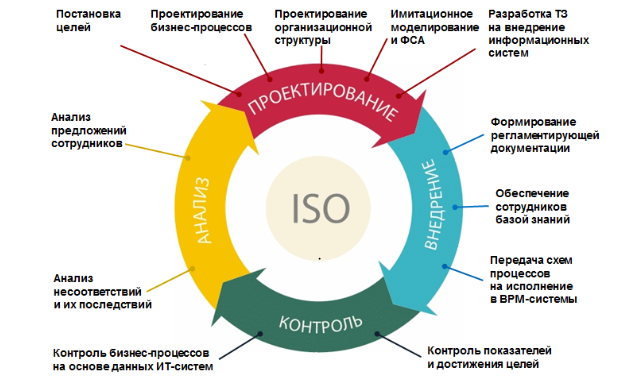 Постановка
целей
Проектирование
бизнес-процессов
Проектирование
организационной
структуры
Имитационное
моделирование
и ФСА
Разработка ТЗ
на внедрение
информационных
систем
ПРОЕКТИРОВАНИЕ
Анализ
предложений
сотрудников
Формирование
регламентирующей
документации
АНАЛИЗ
ISO
ВНЕДРЕНИЕ
Обеспечение
сотрудников
базой знаний
Передача схем
процессов
на исполнение
в BPM-системы
Анализ
несоответствий
и их последствий
КОНТРОЛЬ
Контроль бизнес-процессов
на основе данных ИТ-систем
Контроль показателей
и достижения целей